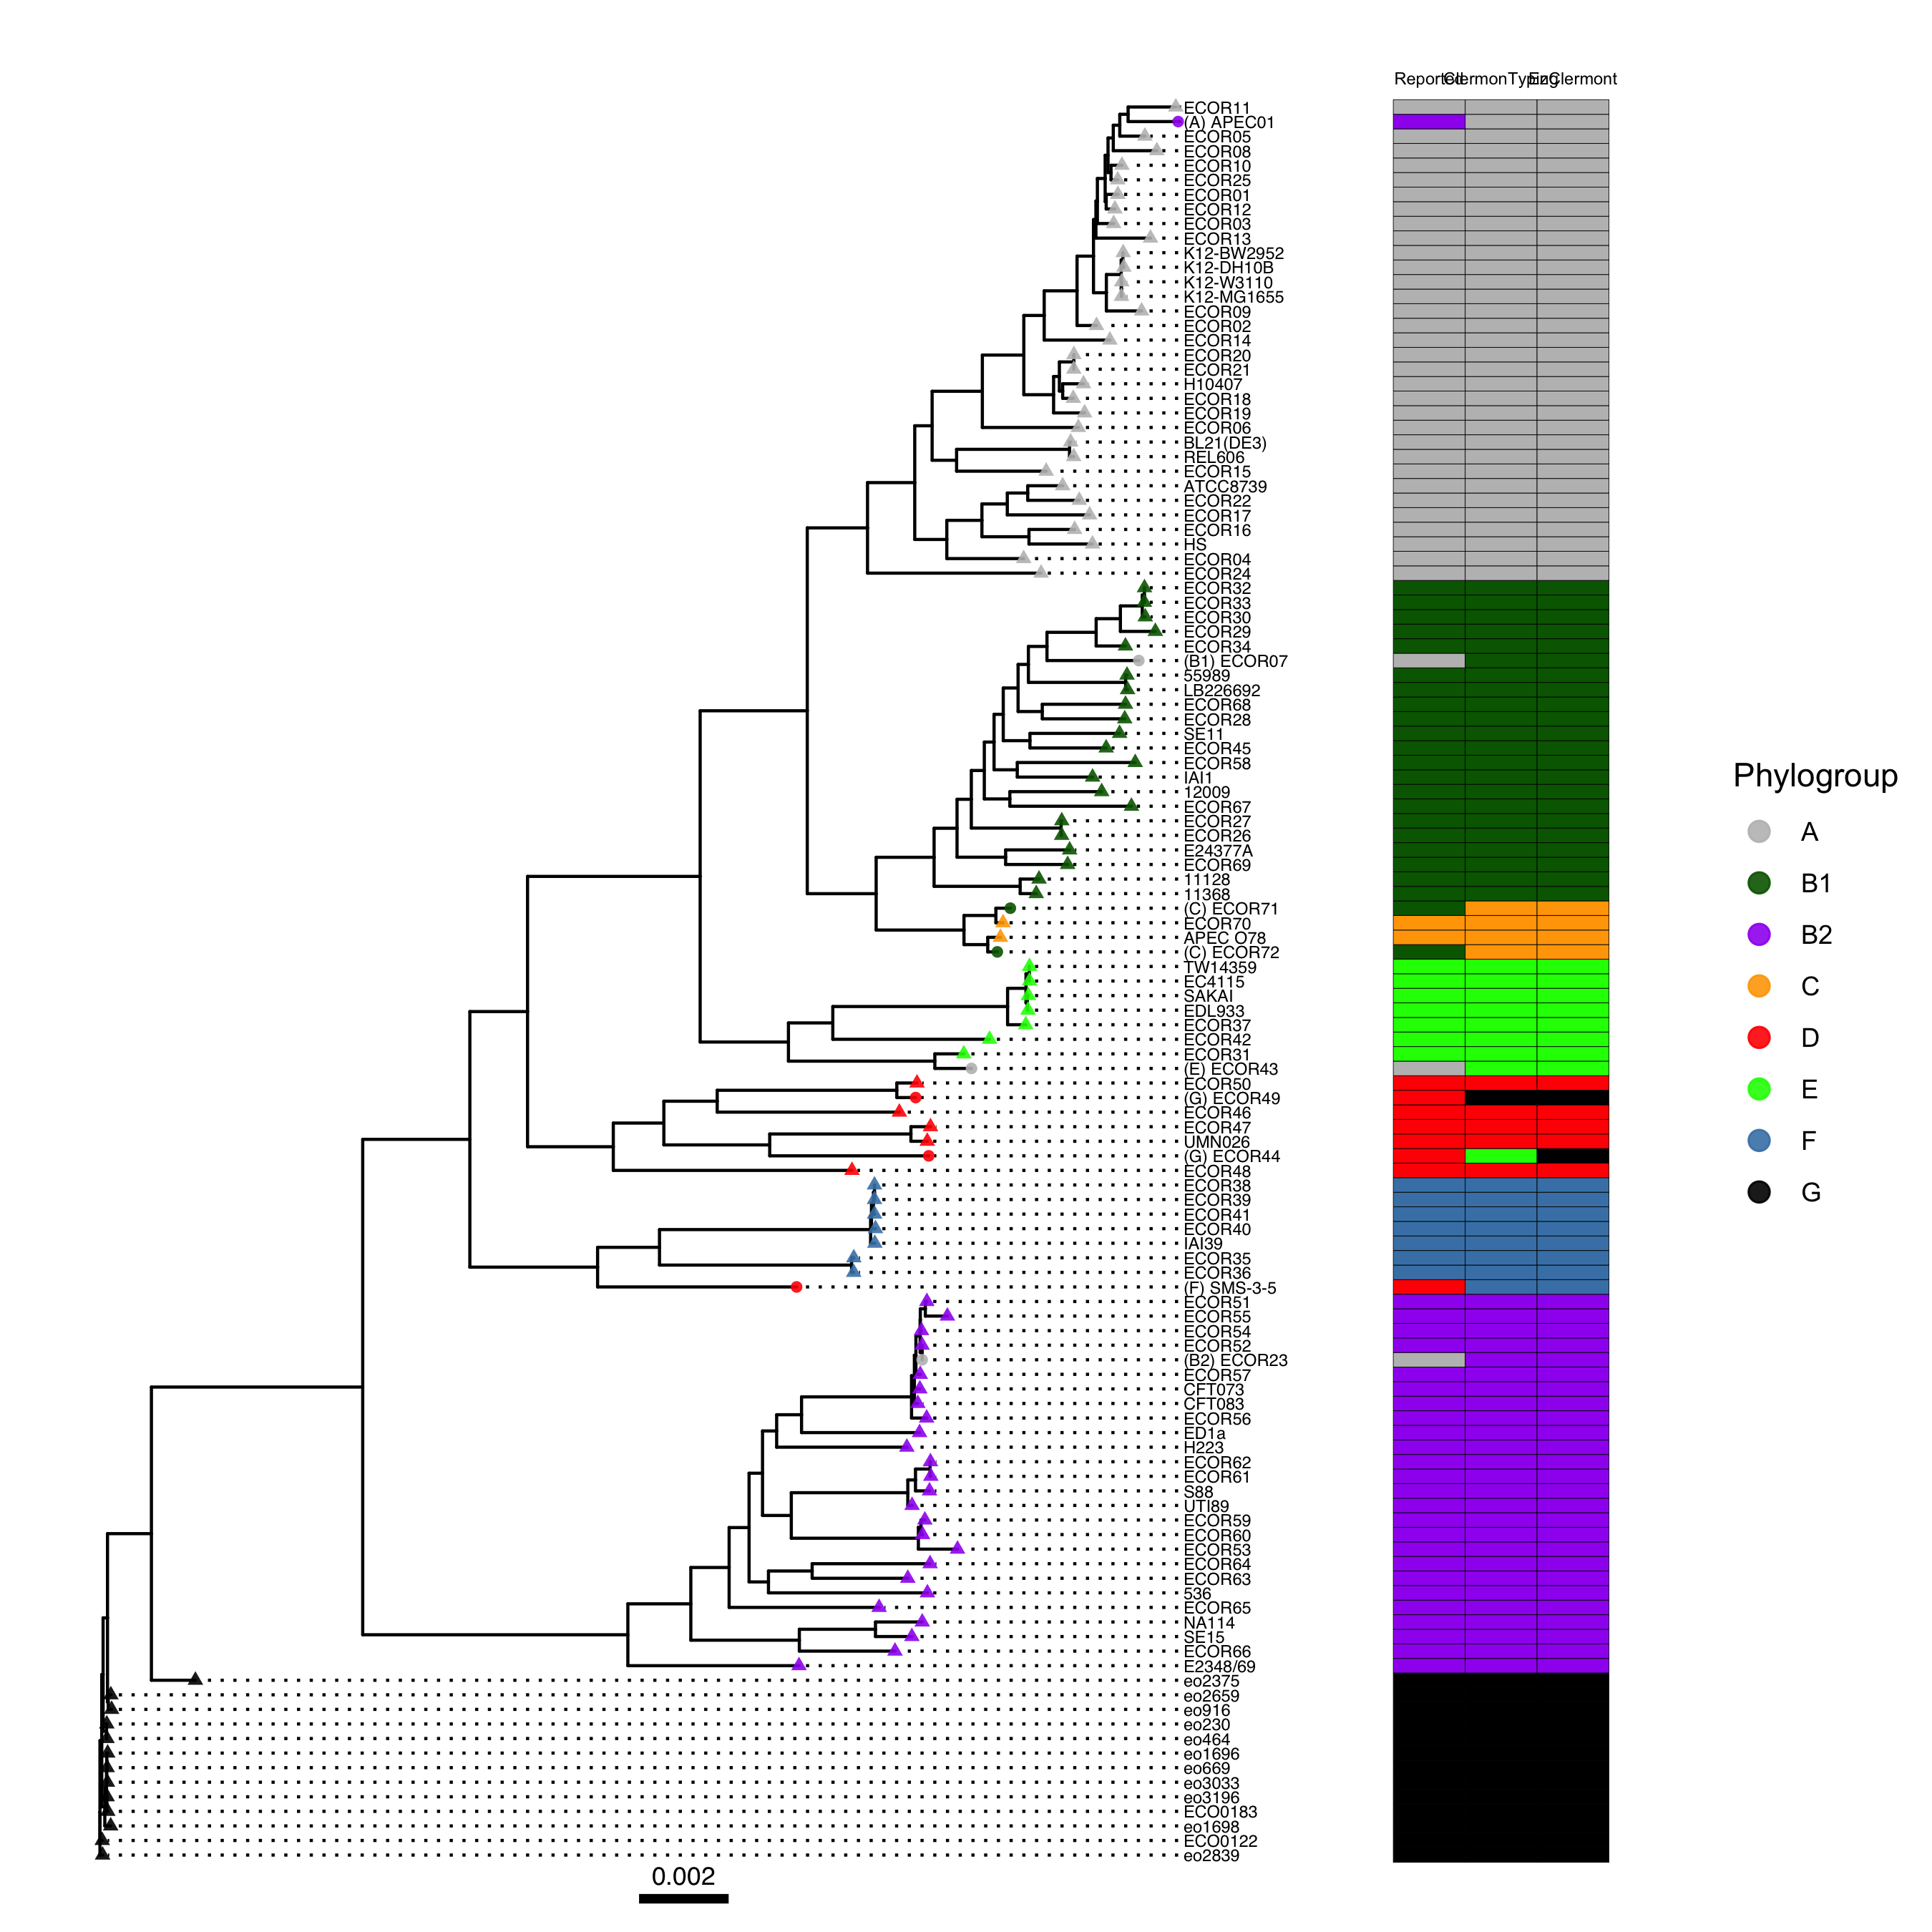 Reported ClermonTyping EzClermont
ECOR11
(A) APEC01
ECOR05
ECOR08
ECOR10
ECOR25
ECOR01
ECOR12
ECOR03
ECOR13
K12-BW2952
K12-DH10B
K12-W3110
K12-MG1655
ECOR09
ECOR02
ECOR14
ECOR20
ECOR21
H10407
ECOR18
ECOR19
ECOR06
BL21(DE3)
REL606
ECOR15
ATCC8739
ECOR22
ECOR17
ECOR16
HS
ECOR04
ECOR24
ECOR32
ECOR33
ECOR30
ECOR29
ECOR34
(B1) ECOR07
55989
LB226692
ECOR68
ECOR28
SE11
ECOR45
ECOR58
IAI1
12009
ECOR67
ECOR27
ECOR26
E24377A
ECOR69
11128
11368
(C) ECOR71
ECOR70
APEC O78
(C) ECOR72
TW14359
EC4115
SAKAI
EDL933
ECOR37
ECOR42
ECOR31
(E) ECOR43
ECOR50
(G) ECOR49
ECOR46
ECOR47
UMN026
(G) ECOR44
ECOR48
ECOR38
ECOR39
ECOR41
ECOR40
IAI39
ECOR35
ECOR36
(F) SMS-3-5
ECOR51
ECOR55
ECOR54
ECOR52
(B2) ECOR23
ECOR57
CFT073
CFT083
ECOR56
ED1a
H223
ECOR62
ECOR61
S88
UTI89
ECOR59
ECOR60
ECOR53
ECOR64
ECOR63
536
ECOR65
NA114
SE15
ECOR66
E2348/69
eo2375
eo2659
eo916
eo230
eo464
eo1696
eo669
eo3033
eo3196
ECO0183
eo1698
ECO0122
eo2839
0.002
Phylogroup
A
B1
B2
C
D
E
F
G